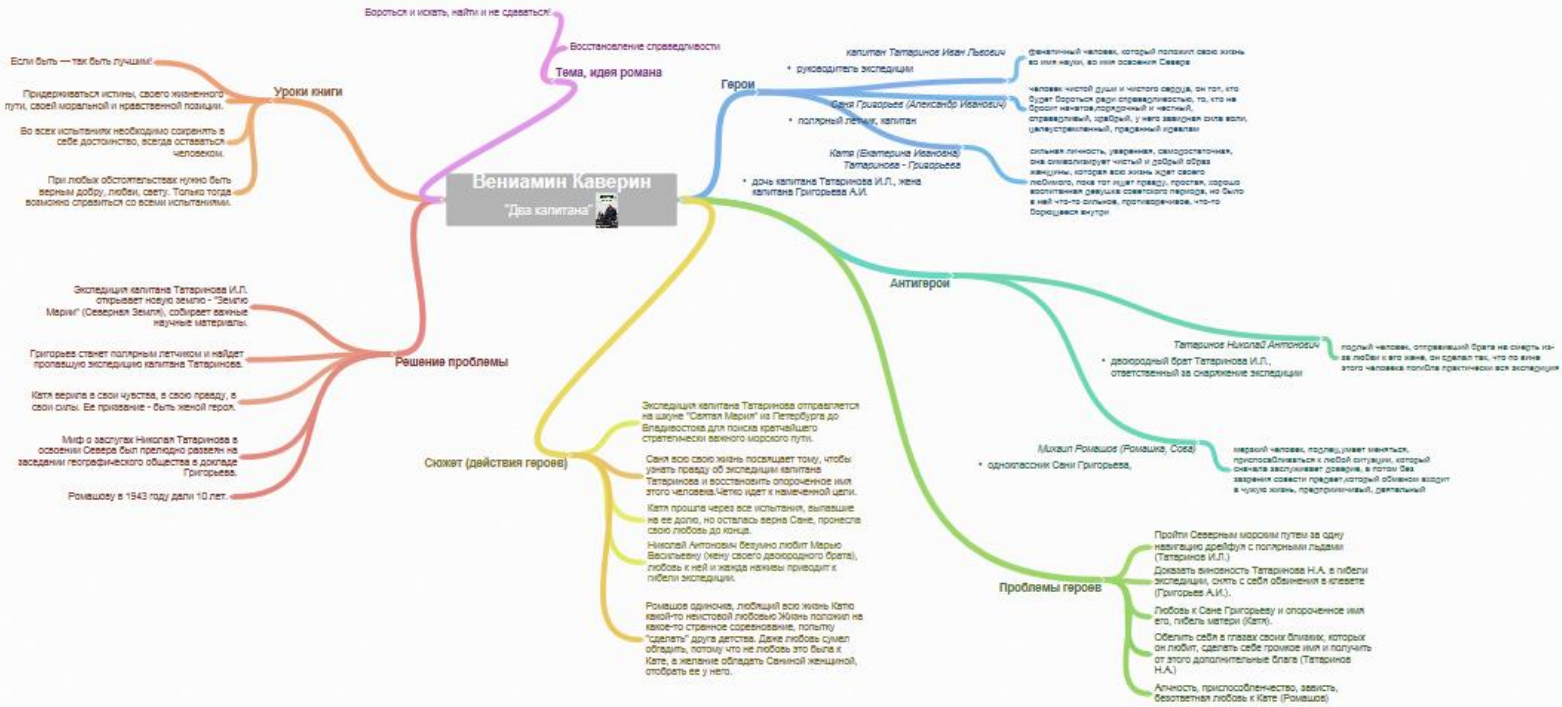 Вениамин Каверин
"Два капитана"
Бороться и искать, найти и не сдаваться!
Восстановление справедливости
Тема, идея романа
Уроки книги
Если быть — так быть лучшим!
Придерживаться истины, своего жизненного
пути, своей моральной и нравственной позиции.
Во всех испытаниях необходимо сохранять в
себе достоинство, всегда оставаться
человеком.
При любых обстоятельствах нужно быть
верным добру, любви, свету. Только тогда
возможно справиться со всеми испытаниями.
Решение проблемы
Экспедиция капитана Татаринова И.Л.
открывает новую землю - "Землю
Марии" (Северная Земля), собирает важные
научные материалы.
Григорьев станет полярным летчиком и найдет
пропавшую экспедицию капитана Татаринова.
Катя верила в свои чувства, в свою правду, в
свои силы. Ее призвание - быть женой героя.
Миф о заслугах Николая Татаринова в
освоении Севера был прелюдно развеян на
заседании географического общества в докладе
Григорьева.
Ромашову в 1943 году дали 10 лет.
Герои
капитан Татаринов Иван Львович
• руководитель экспедиции
фанатичный человек, который положил свою жизнь
во имя науки, во имя освоения Севера
Саня Григорьев (Александр Иванович)
• полярный летчик, капитан
человек чистой души и чистого сердца, он тот, кто
будет бороться ради справедливостью, то, кто не
бросит начатое,порядочный и честный,
справедливый, храбрый, у него завидная сила воли,
целеустремленный, преданный идеалам
Катя (Екатерина Ивановна)
Татаринова - Григорьева
• дочь капитана Татаринова И.Л., жена
капитана Григорьева А.И.
сильная личность, уверенная, самодостаточная,
она символизирует чистый и добрый образ
женщины, которая всю жизнь ждет своего
любимого, пока тот ищет правду, простая, хорошо
воспитанная девушка советского периода, но было
в ней что-то сильное, противоречивое, что-то
борющееся внутри
Антигерои
Татаринов Николай Антонович
• двоюродный брат Татаринова И.Л.,
ответственный за снаряжение экспедиции
подлый человек, отправивший брата на смерть из-
за любви к его жене, он сделал так, что по вине
этого человека погибла практически вся экспедиция
Михаил Ромашов (Ромашка, Сова)
• одноклассник Сани Григорьева,
мерзкий человек, подлец,умеет меняться,
приспосабливаться к любой ситуации, который
сначала заслуживает доверие, а потом без
зазрения совести предает,который обманом входит
в чужую жизнь, предприимчивый, деятельный
Сюжет (действия героев)
Экспедиция капитана Татаринова отправляется
на шхуне "Святая Мария" из Петербурга до
Владивостока для поиска кратчайшего
стратегически важного морского пути.
Саня всю свою жизнь посвящает тому, чтобы
узнать правду об экспедиции капитана
Татаринова и восстановить опороченное имя
этого человека.Четко идет к намеченной цели.
Катя прошла через все испытания, выпавшие
на ее долю, но осталась верна Сане, пронесла
свою любовь до конца.
Николай Антонович безумно любит Марью
Васильевну (жену своего двоюродного брата),
любовь к ней и жажда наживы приводит к
гибели экспедиции.
Ромашов одиночка, любящий всю жизнь Катю
какой-то неистовой любовью Жизнь положил на
какое-то странное соревнование, попытку
"сделать" друга детства. Даже любовь сумел
обгадить, потому что не любовь это была к
Кате, а желание обладать Саниной женщиной,
отобрать ее у него.
Проблемы героев
Пройти Северным морским путем за одну
навигацию дрейфуя с полярными льдами
(Татаринов И.Л.)
Доказать виновность Татаринова Н.А. в гибели
экспедиции, снять с себя обвинения в клевете
(Григорьев А.И.).
Любовь к Сане Григорьеву и опороченное имя
его, гибель матери (Катя).
Обелить себя в глазах своих близких, которых
он любит, сделать себе громкое имя и получить
от этого дополнительные блага (Татаринов
Н.А.)
Алчность, приспособленчество, зависть,
безответная любовь к Кате (Ромашов)